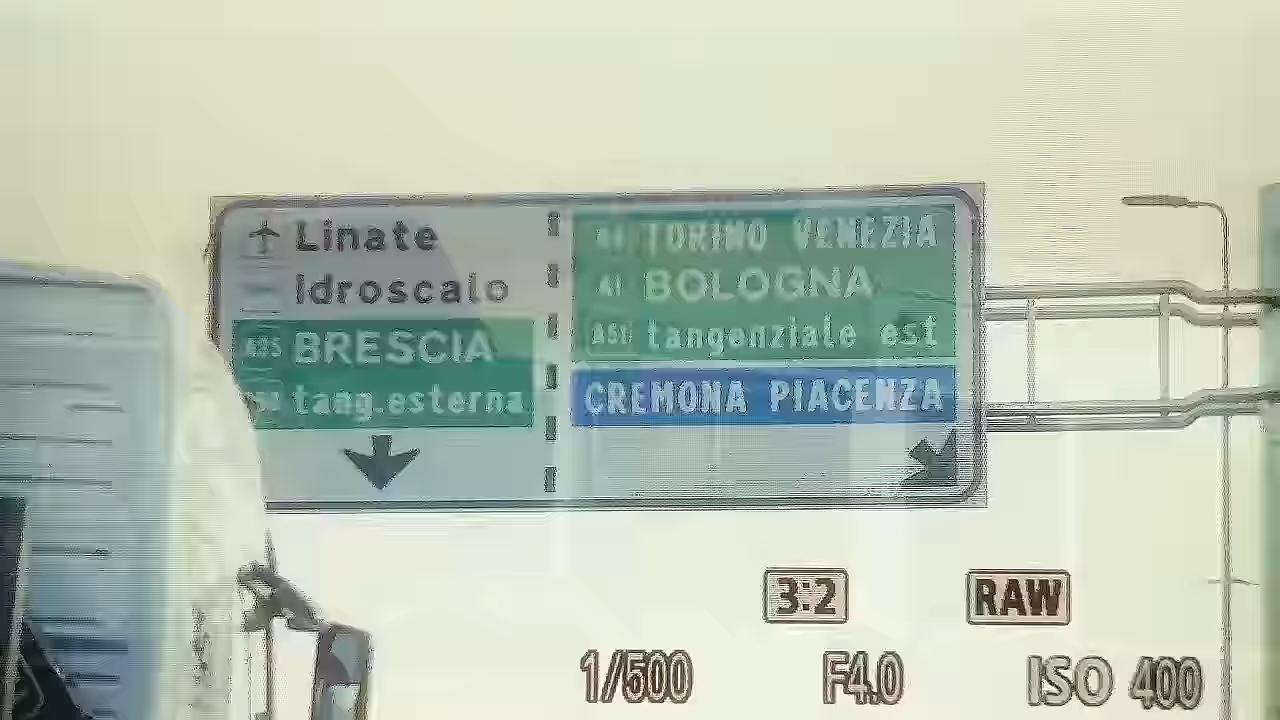 Linate
Idroscalo
BRESCIA
tang.esterna
TORINO VENEZIA
A1 BOLOGNA
A51 tangenziale est
CREMONA PIACENZA
3:2 RAW
1/500 F4.0 ISO 400